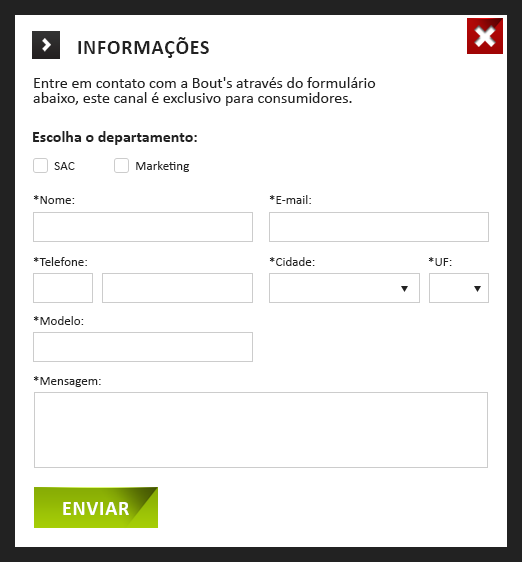 INFORMAÇÕES
Entre em contato com a Bout's através do formulário
abaixo, este canal é exclusivo para consumidores.
Escolha o departamento:
SAC Marketing
*Nome: *E-mail:
*Telefone: *Cidade: *UF:
*Modelo:
*Mensagem:
ENVIAR